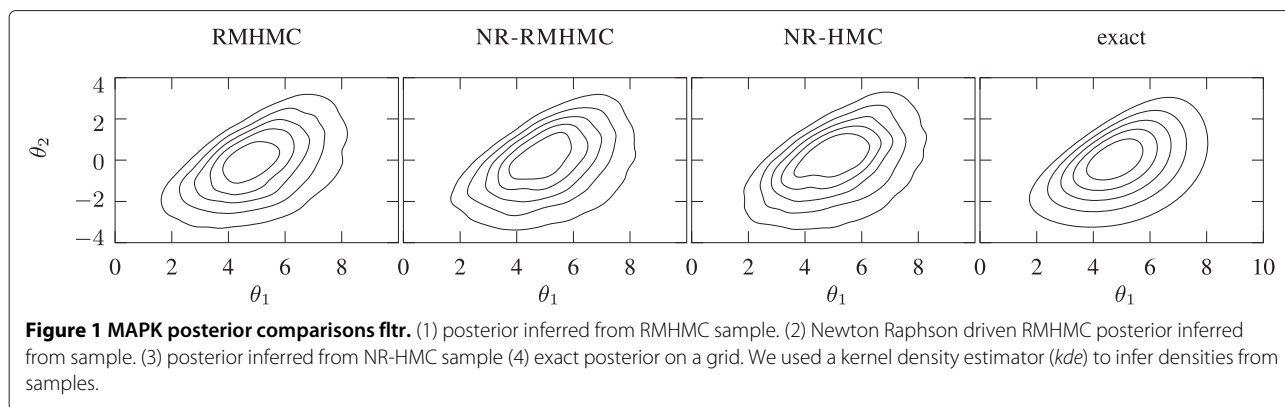 RMHMC NR-RMHMC NR-HMC exact
4
2
0
−2
−4
θ2
0 2 4 6 8 0 2 4 6 8 0 2 4 6 8 0 2 4 6 8 10
θ1 θ1 θ1 θ1
Figure 1 MAPK posterior comparisons fltr. (1) posterior inferred from RMHMC sample. (2) Newton Raphson driven RMHMC posterior inferred
from sample. (3) posterior inferred from NR-HMC sample (4) exact posterior on a grid. We used a kernel density estimator (kde) to infer densities from
samples.